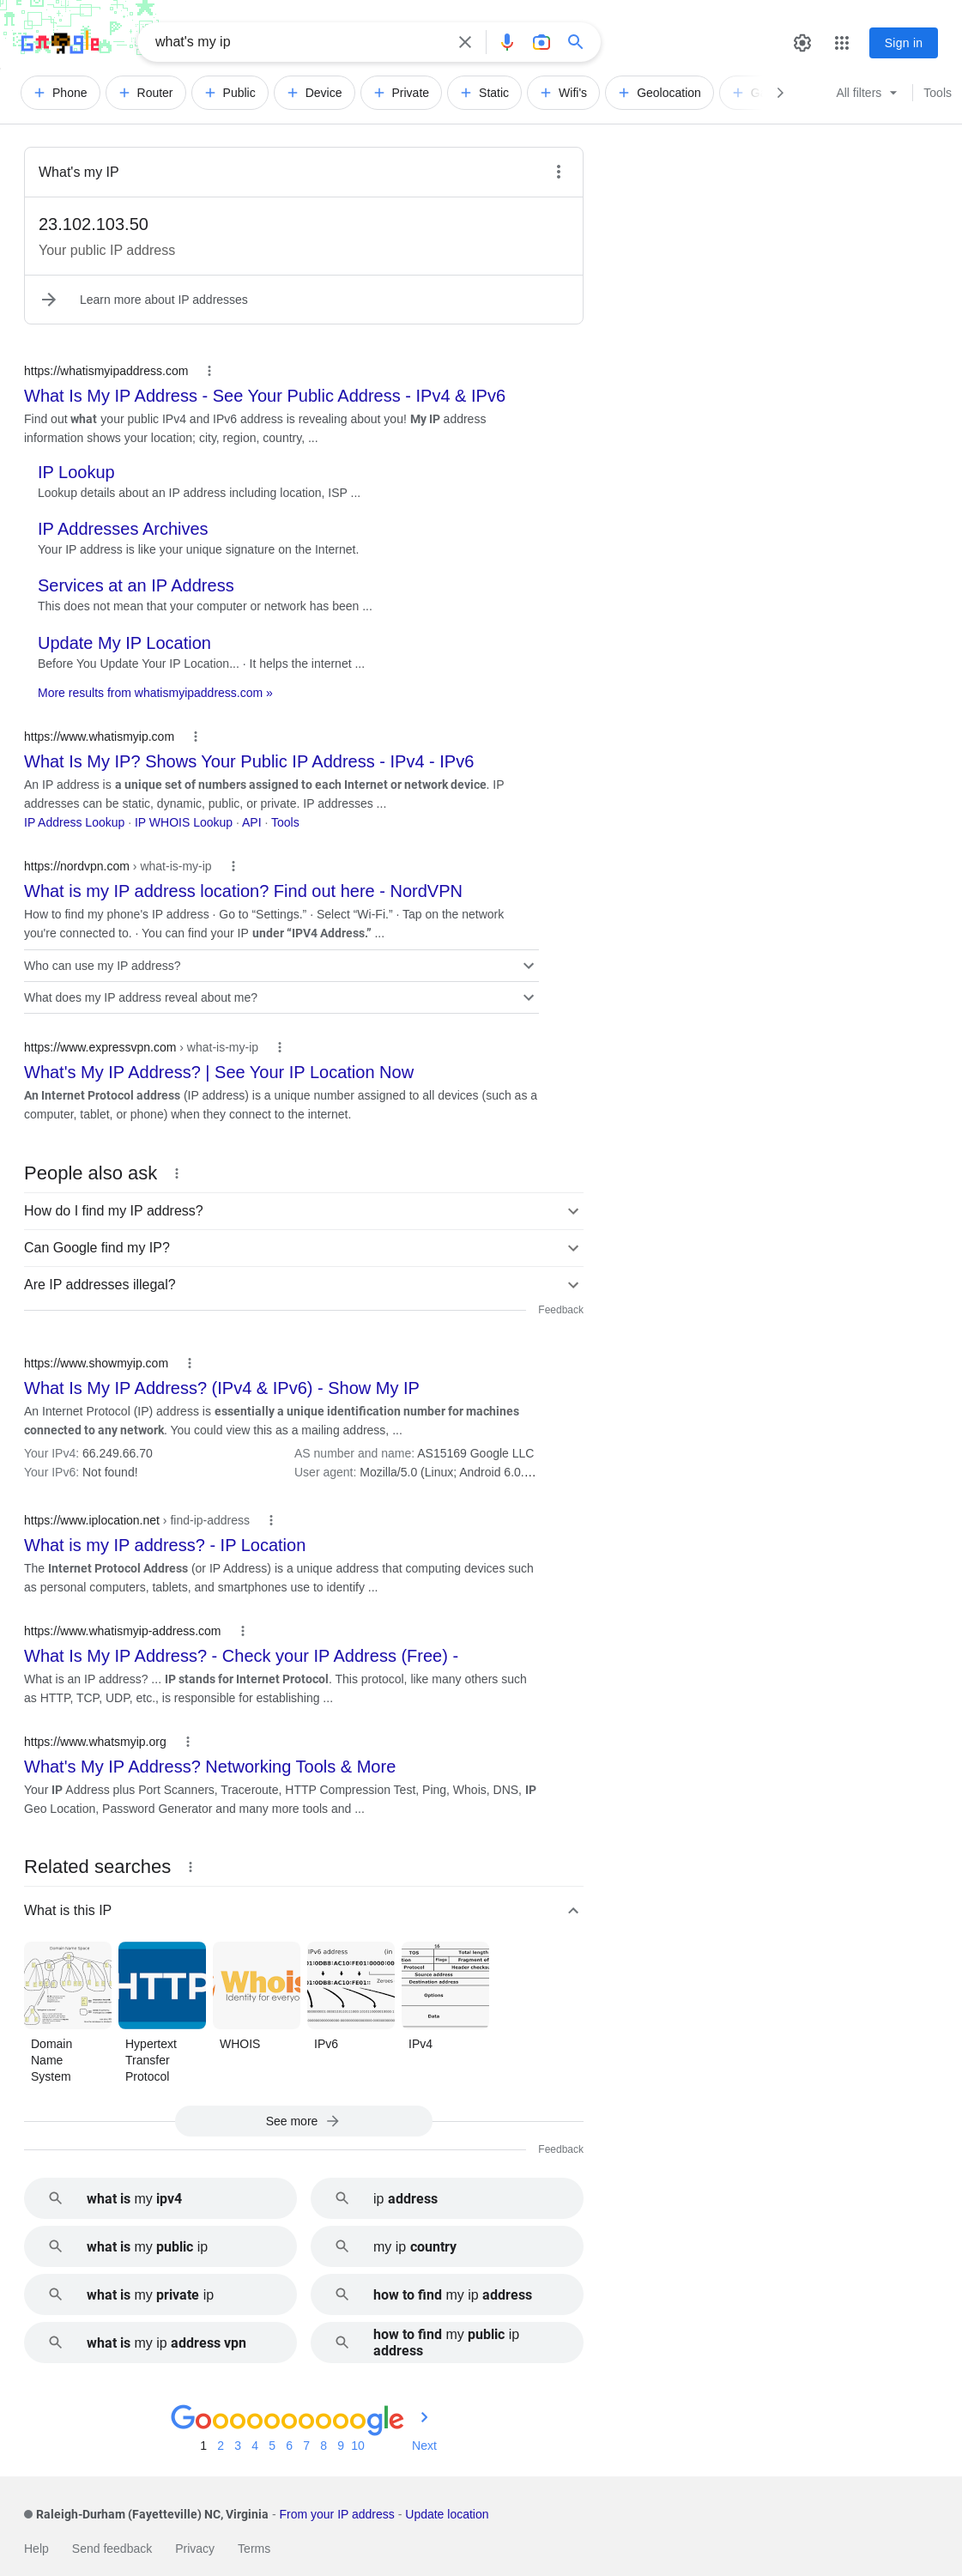 what's my ip
Sign in
Phone
Router
Public
Device
Private
Static
Wifi's
Geolocation
All filters
Tools
What's my IP
23.102.103.50
Your public IP address
Learn more about IP addresses
https://whatismyipaddress.com
What Is My IP Address - See Your Public Address - IPv4 & IPv6
Find out what your public IPv4 and IPv6 address is revealing about you! My IP address
information shows your location; city, region, country, ...
IP Lookup
Lookup details about an IP address including location, ISP ...
IP Addresses Archives
Your IP address is like your unique signature on the Internet.
Services at an IP Address
This does not mean that your computer or network has been ...
Update My IP Location
Before You Update Your IP Location... · It helps the internet ...
More results from whatismyipaddress.com »
https://www.whatismyip.com
What Is My IP? Shows Your Public IP Address - IPv4 - IPv6
An IP address is a unique set of numbers assigned to each Internet or network device. IP
addresses can be static, dynamic, public, or private. IP addresses ...
IP Address Lookup · IP WHOIS Lookup · API · Tools
https://nordvpn.com › what-is-my-ip
What is my IP address location? Find out here - NordVPN
How to find my phone's IP address · Go to “Settings.” · Select “Wi-Fi.” · Tap on the network
you're connected to. · You can find your IP under “IPV4 Address.” ...
Who can use my IP address?
What does my IP address reveal about me?
https://www.expressvpn.com › what-is-my-ip
What's My IP Address? | See Your IP Location Now
An Internet Protocol address (IP address) is a unique number assigned to all devices (such as a
computer, tablet, or phone) when they connect to the internet.
People also ask
How do I find my IP address?
Can Google find my IP?
Are IP addresses illegal?
Feedback
https://www.showmyip.com
What Is My IP Address? (IPv4 & IPv6) - Show My IP
An Internet Protocol (IP) address is essentially a unique identification number for machines
connected to any network. You could view this as a mailing address, ...
Your IPv4: 66.249.66.70 AS number and name: AS15169 Google LLC
Your IPv6: Not found! User agent: Mozilla/5.0 (Linux; Android 6.0....
https://www.iplocation.net › find-ip-address
What is my IP address? - IP Location
The Internet Protocol Address (or IP Address) is a unique address that computing devices such
as personal computers, tablets, and smartphones use to identify ...
https://www.whatismyip-address.com
What Is My IP Address? - Check your IP Address (Free) -
What is an IP address? ... IP stands for Internet Protocol. This protocol, like many others such
as HTTP, TCP, UDP, etc., is responsible for establishing ...
https://www.whatsmyip.org
What's My IP Address? Networking Tools & More
Your IP Address plus Port Scanners, Traceroute, HTTP Compression Test, Ping, Whois, DNS, IP
Geo Location, Password Generator and many more tools and ...
Related searches
What is this IP
Domain Name Space
HTTP
Whois
Identity for everyo
IPv6 address (in
Zeroes
16
TOS Total length
Flags Fragment of
Protocol Header checksu
Source address
Destination address
Options
Data
Domain
Name
System
Hypertext
Transfer
Protocol
WHOIS
IPv6
IPv4
See more
Feedback
what is my ipv4
ip address
what is my public ip
my ip country
what is my private ip
how to find my ip address
what is my ip address vpn
how to find my public ip
address
Goooooooooogle
1 2 3 4 5 6 7 8 9 10 Next
Raleigh-Durham (Fayetteville) NC, Virginia - From your IP address - Update location
Help Send feedback Privacy Terms